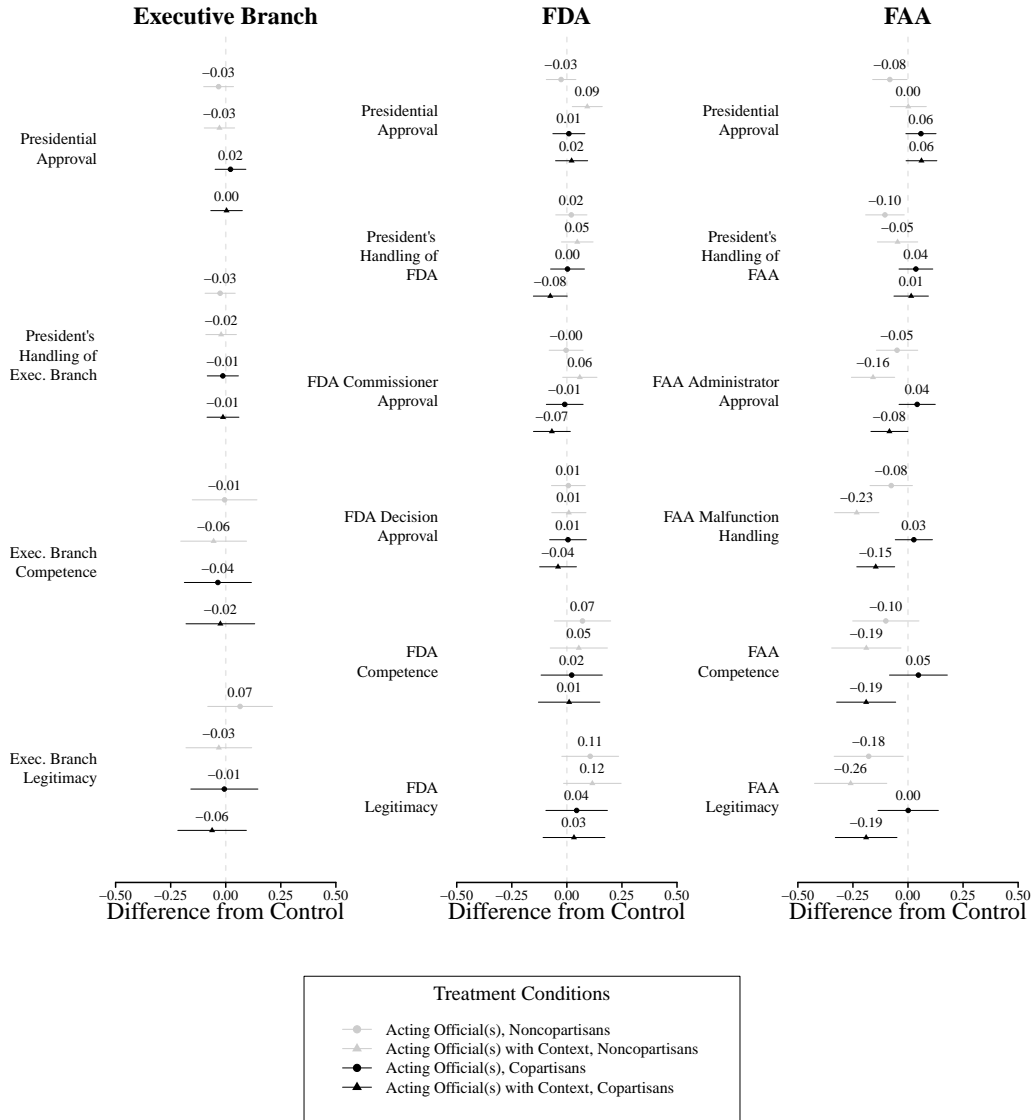 Executive Branch
−0.03
−0.03
Presidential
Approval
0.02
0.00
−0.03
−0.02
President's
Handling of
Exec. Branch
−0.01
−0.01
−0.01
−0.06
Exec. Branch
Competence
−0.04
−0.02
0.07
−0.03
Exec. Branch
Legitimacy
−0.01
−0.06
−0.50
−0.25
0.00
0.25
0.50
Difference from Control
FDA
−0.03
0.09
Presidential
Approval
0.01
0.02
0.02
0.05
President's
Handling of
FDA
0.00
−0.08
−0.00
0.06
FDA Commissioner
Approval
−0.01
−0.07
0.01
0.01
FDA Decision
Approval
0.01
−0.04
0.07
0.05
FDA
Competence
0.02
0.01
0.11
0.12
FDA
Legitimacy
0.04
0.03
−0.50
−0.25
0.00
0.25
0.50
Difference from Control
FAA
−0.08
0.00
Presidential
Approval
0.06
0.06
−0.10
−0.05
President's
Handling of
FAA
0.04
0.01
−0.05
−0.16
FAA Administrator
Approval
0.04
−0.08
−0.08
−0.23
FAA Malfunction
Handling
0.03
−0.15
−0.10
−0.19
FAA
Competence
0.05
−0.19
−0.18
−0.26
FAA
Legitimacy
0.00
−0.19
−0.50
−0.25
0.00
0.25
0.50
Difference from Control
Treatment Conditions
Acting Official(s), Noncopartisans
Acting Official(s) with Context, Noncopartisans
Acting Official(s), Copartisans
Acting Official(s) with Context, Copartisans